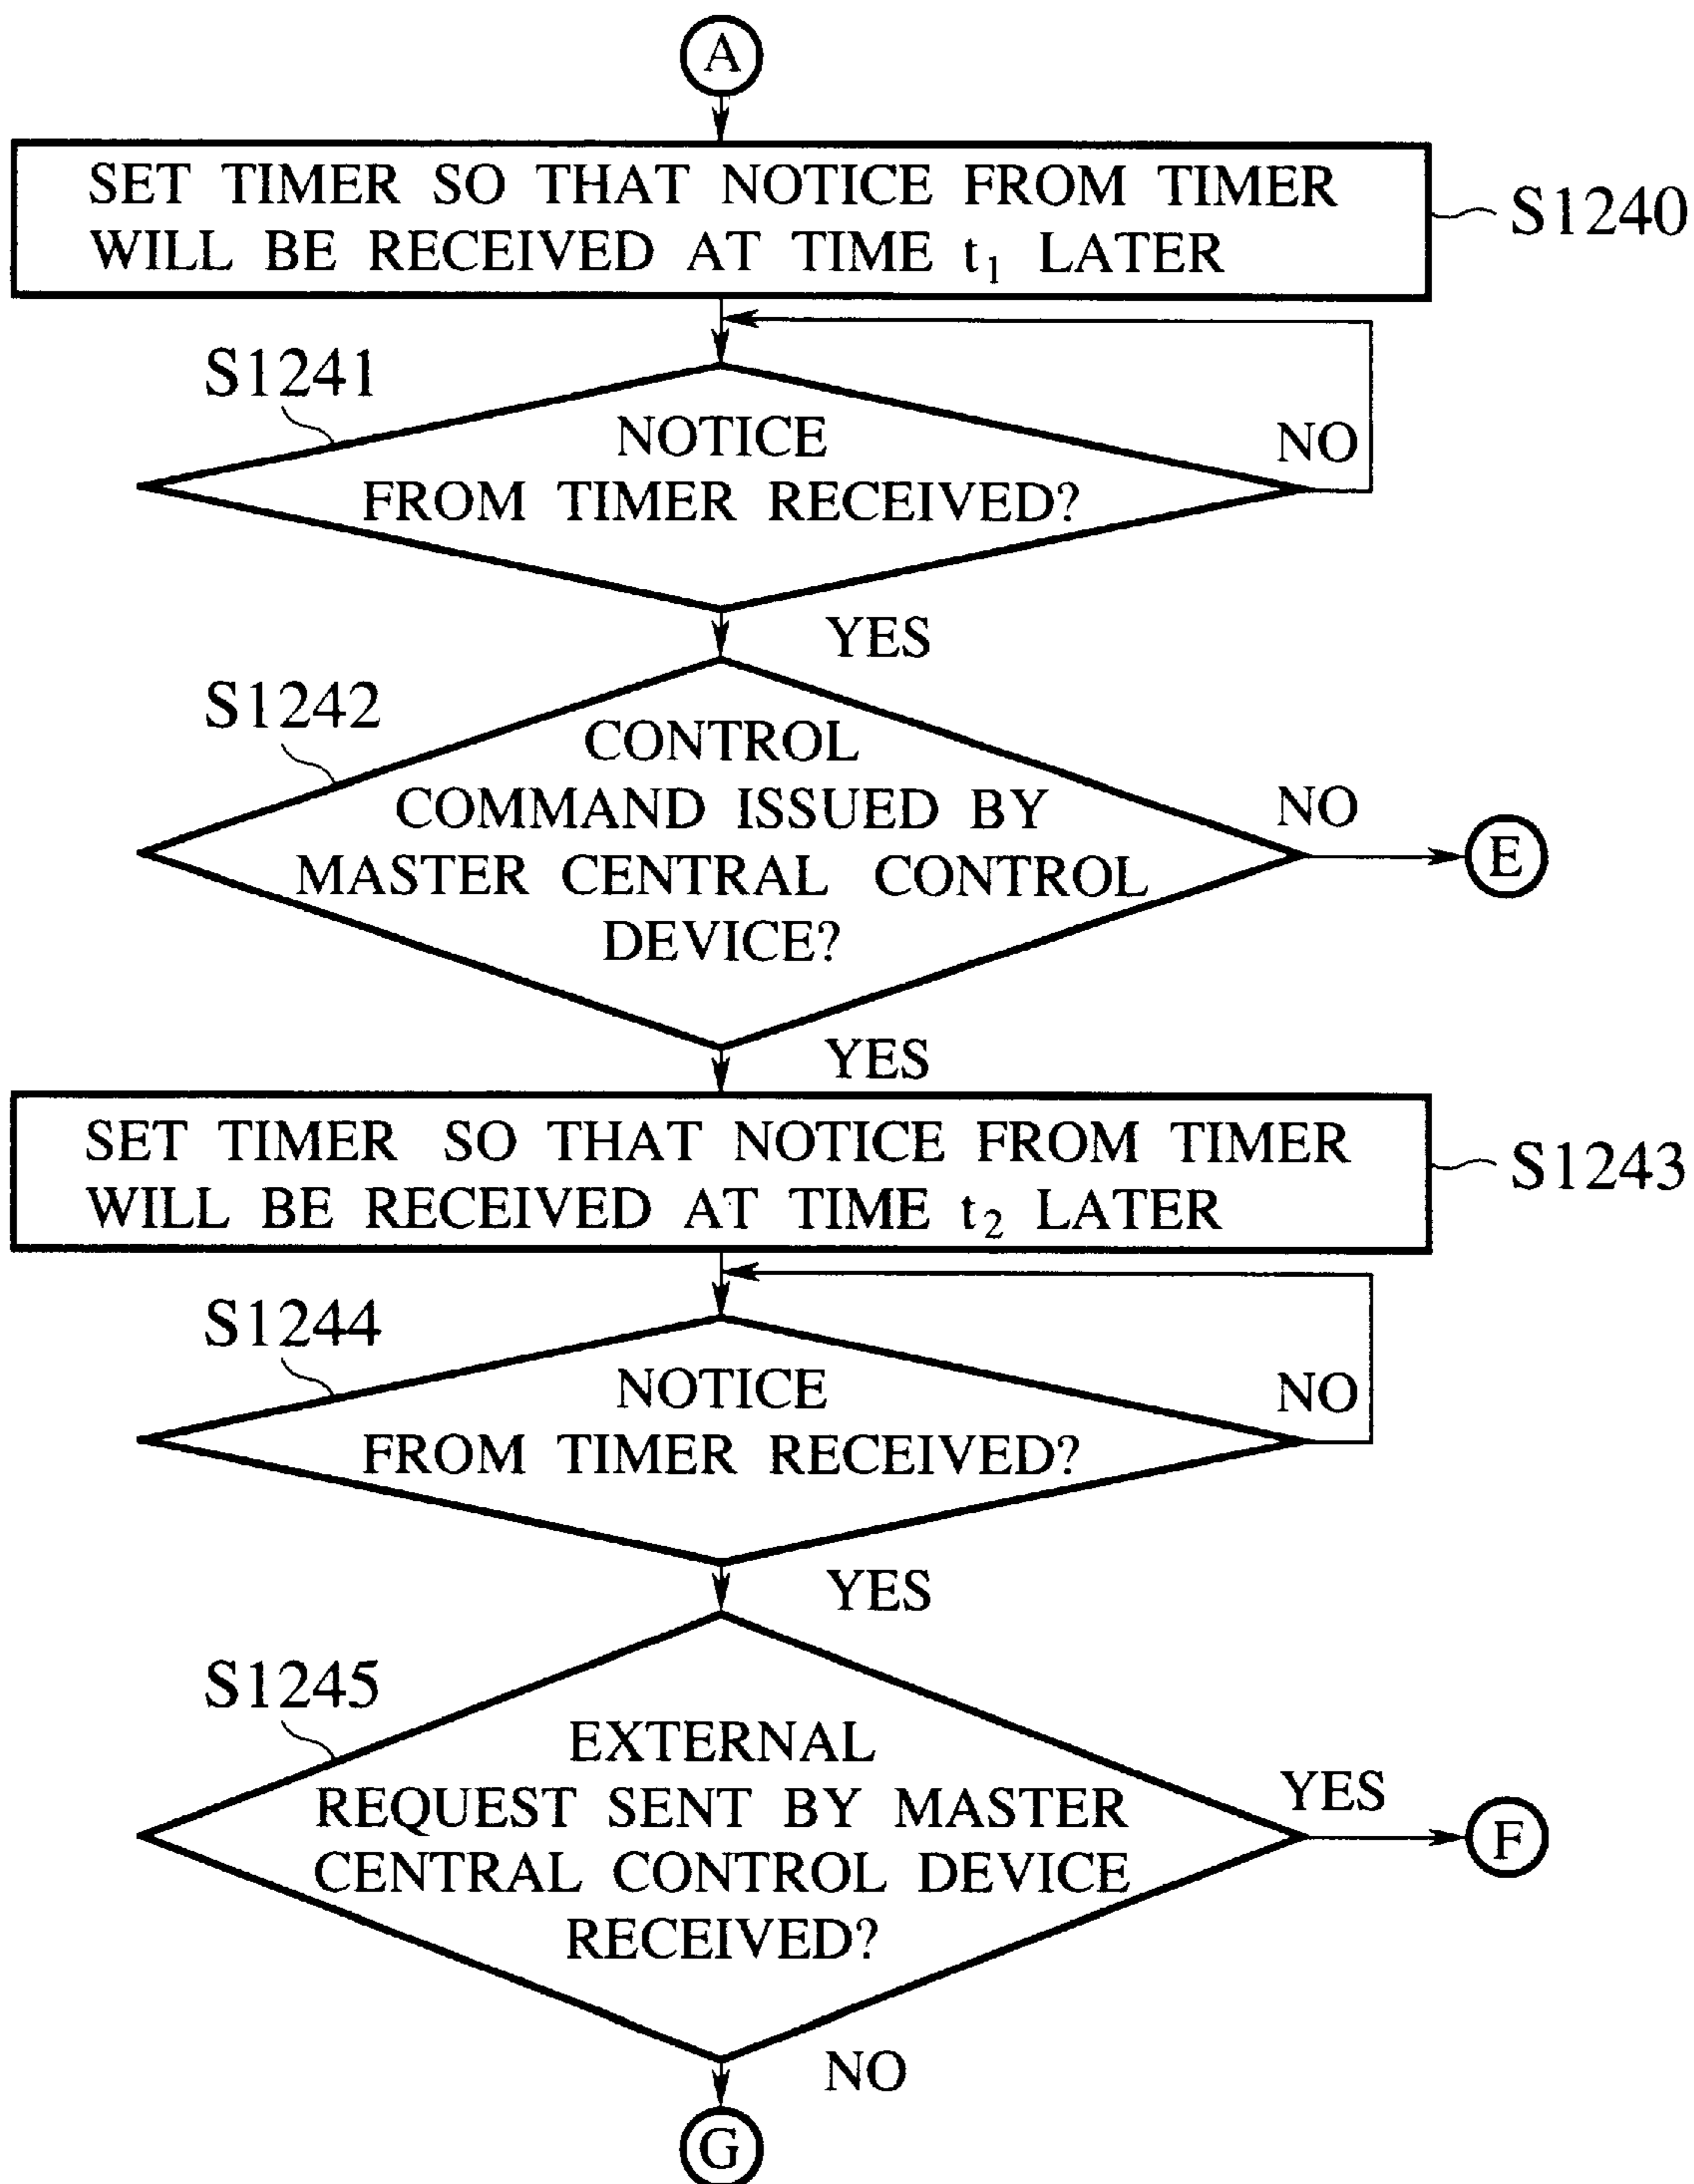 A
SET TIMER SO THAT NOTICE FROM TIMER
WILL BE RECEIVED AT TIME t₁ LATER
S1240
S1241
NOTICE
FROM TIMER RECEIVED?
NO
YES
S1242
CONTROL
COMMAND ISSUED BY
MASTER CENTRAL CONTROL
DEVICE?
NO
E
YES
SET TIMER SO THAT NOTICE FROM TIMER
WILL BE RECEIVED AT TIME t₂ LATER
S1243
S1244
NOTICE
FROM TIMER RECEIVED?
NO
YES
S1245
EXTERNAL
REQUEST SENT BY MASTER
CENTRAL CONTROL DEVICE
RECEIVED?
YES
F
NO
G